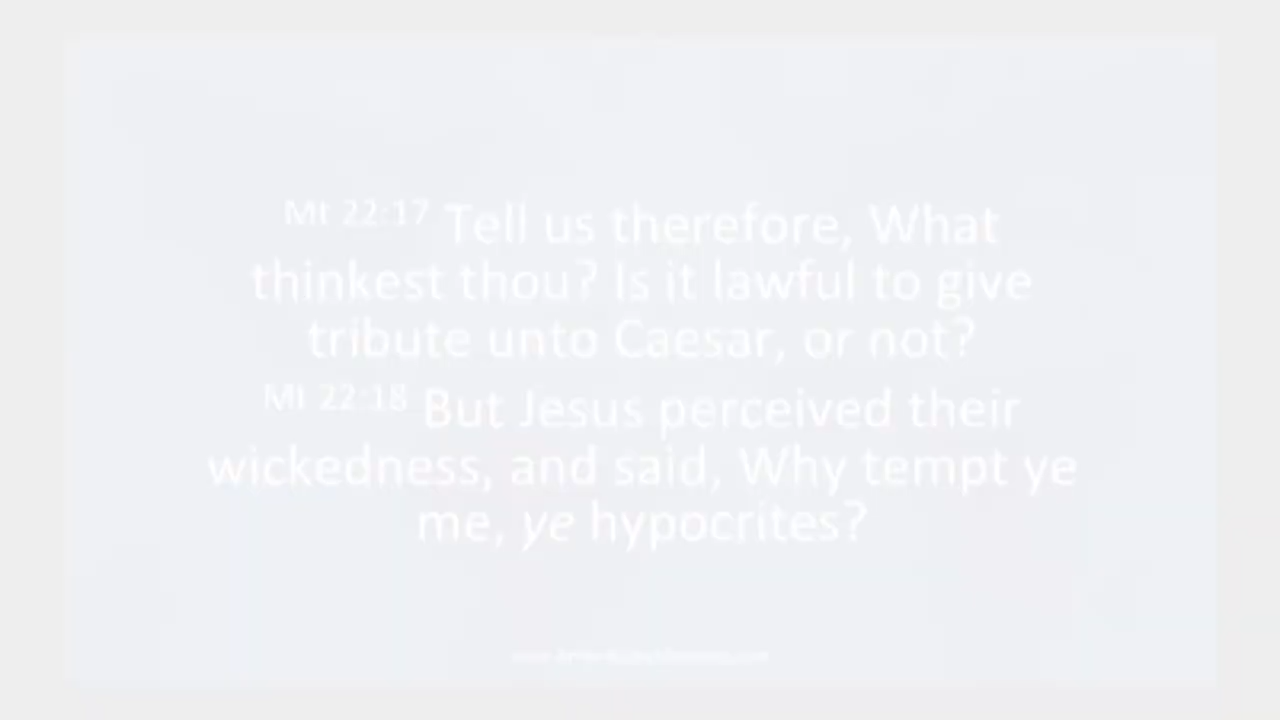 Mt 22:17 Tell us therefore, What
thinkest thou? Is it lawful to give
tribute unto Caesar, or not?
Mt 22:18 But Jesus perceived their
wickedness, and said, Why tempt ye
me, ye hypocrites?